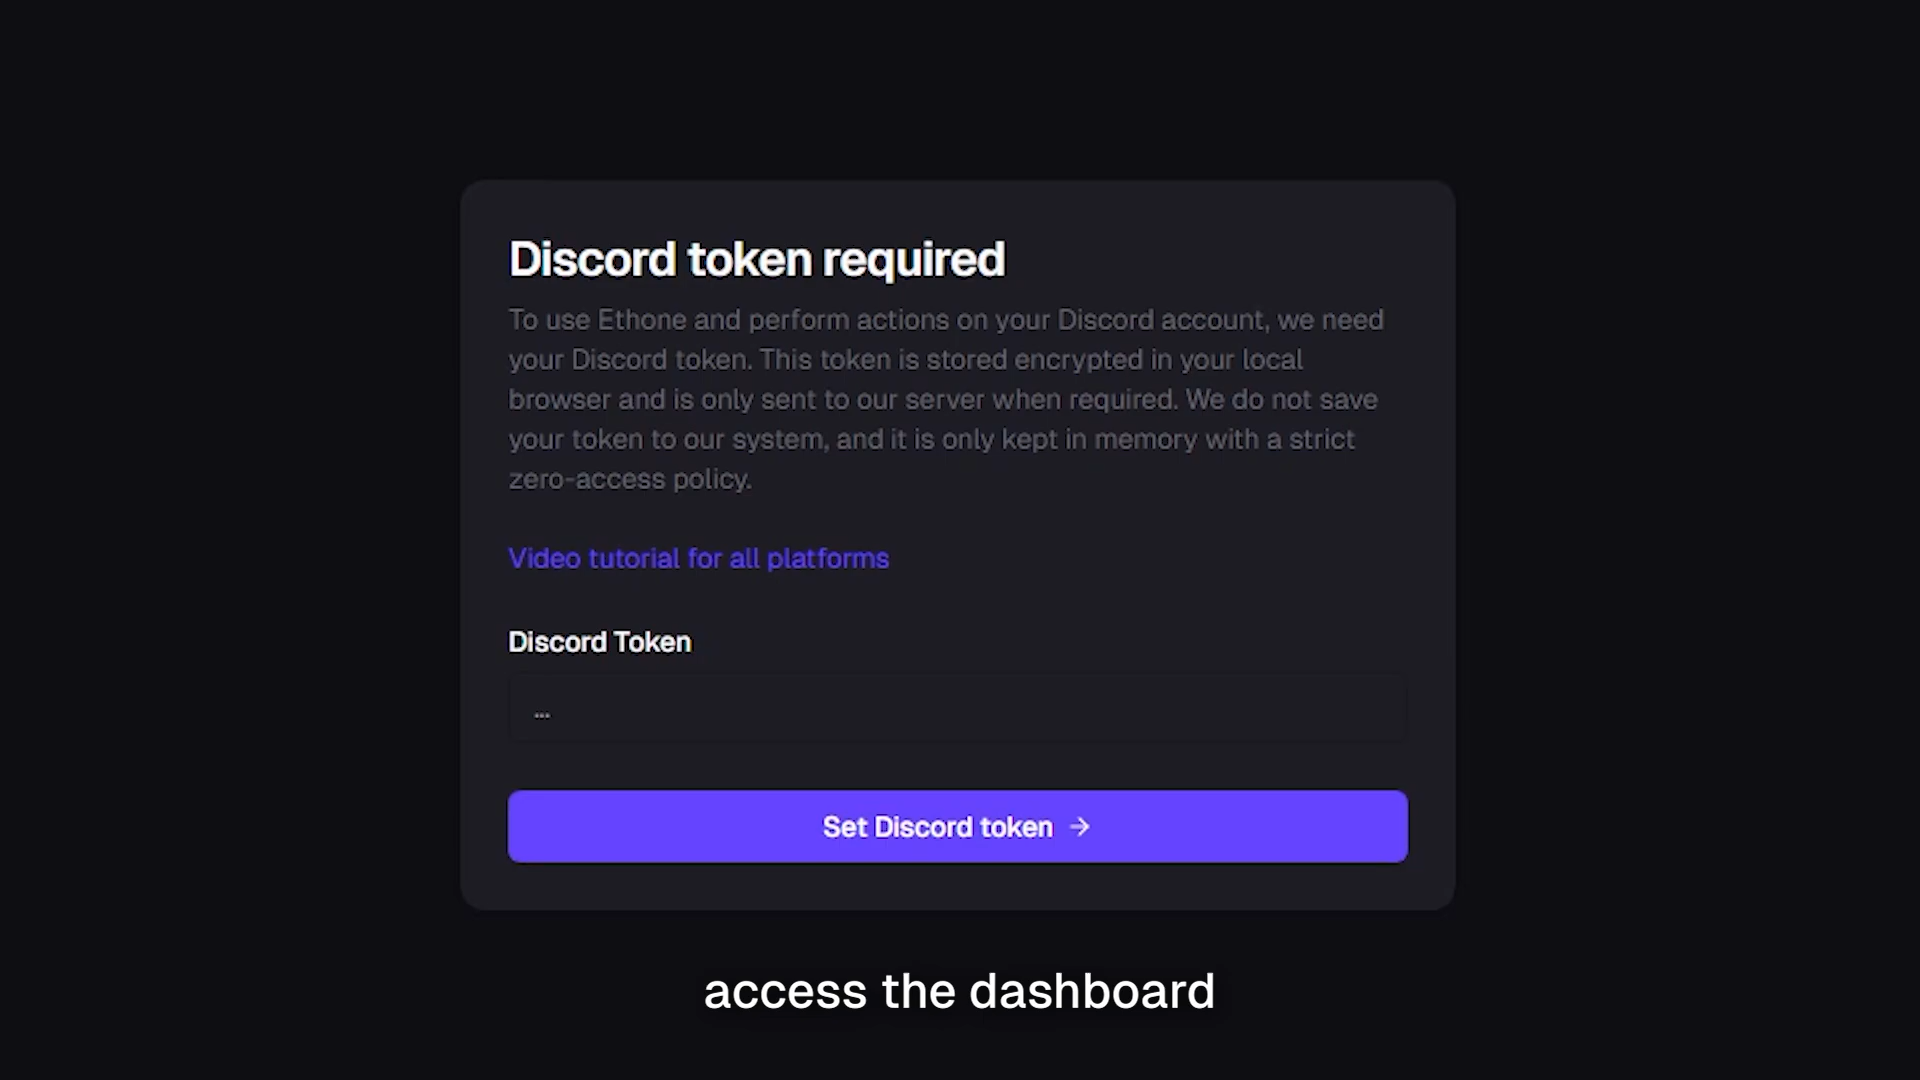 Discord token required
To use Ethone and perform actions on your Discord account, we need
your Discord token. This token is stored encrypted in your local
browser and is only sent to our server when required. We do not save
your token to our system, and it is only kept in memory with a strict
zero-access policy.
Video tutorial for all platforms
Discord Token
...
Set Discord token →
access the dashboard